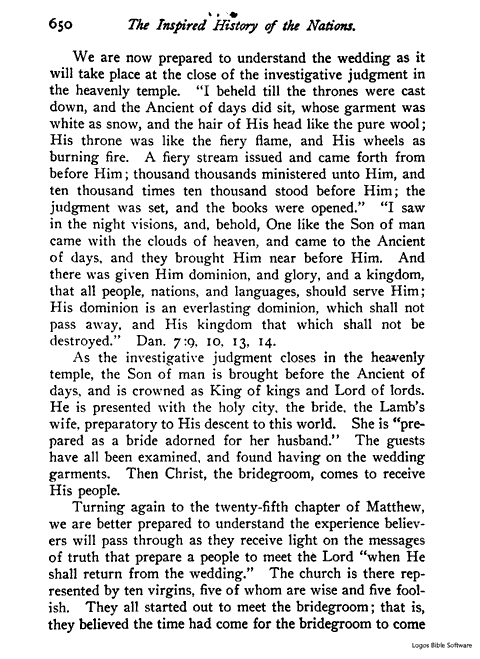 650 The Inspired History of the Nations.
We are now prepared to understand the wedding as it
will take place at the close of the investigative judgment in
the heavenly temple. "I beheld till the thrones were cast
down, and the Ancient of days did sit, whose garment was
white as snow, and the hair of His head like the pure wool;
His throne was like the fiery flame, and His wheels as
burning fire. A fiery stream issued and came forth from
before Him; thousand thousands ministered unto Him, and
ten thousand times ten thousand stood before Him; the
judgment was set, and the books were opened." "I saw
in the night visions, and, behold, One like the Son of man
came with the clouds of heaven, and came to the Ancient
of days, and they brought Him near before Him. And
there was given Him dominion, and glory, and a kingdom,
that all people, nations, and languages, should serve Him;
His dominion is an everlasting dominion, which shall not
pass away, and His kingdom that which shall not be
destroyed." Dan. 7:9, 10, 13, 14.
As the investigative judgment closes in the heavenly
temple, the Son of man is brought before the Ancient of
days, and is crowned as King of kings and Lord of lords.
He is presented with the holy city, the bride, the Lamb's
wife, preparatory to His descent to this world. She is "pre-
pared as a bride adorned for her husband." The guests
have all been examined, and found having on the wedding
garments. Then Christ, the bridegroom, comes to receive
His people.
Turning again to the twenty-fifth chapter of Matthew,
we are better prepared to understand the experience believ-
ers will pass through as they receive light on the messages
of truth that prepare a people to meet the Lord "when He
shall return from the wedding." The church is there rep-
resented by ten virgins, five of whom are wise and five fool-
ish. They all started out to meet the bridegroom; that is,
they believed the time had come for the bridegroom to come
Logos Bible Software